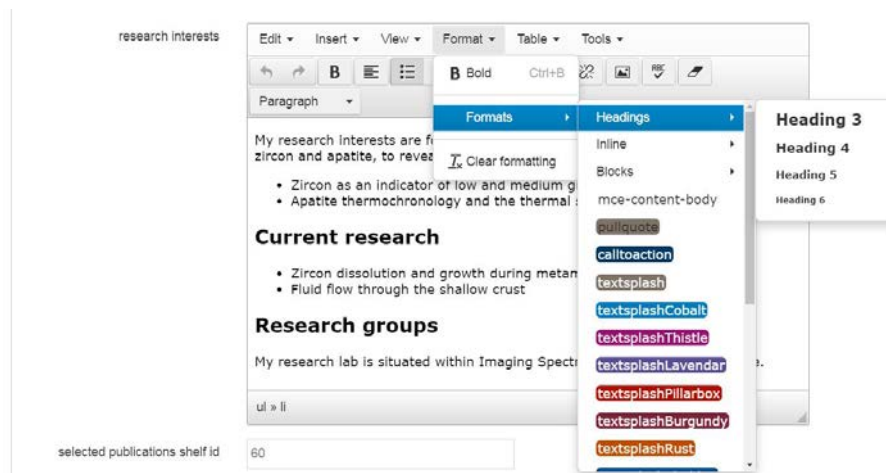 research interests
Edit Insert View Format Table Tools
B
B Bold Ctrl+B
ABC
Paragraph
Formats
Headings
Heading 3
My research interests are
Inline
Heading 4
zircon and apatite, to
Clear formatting
Blocks
Heading 5
Zircon as an indicator of low and medium
mce-content-body
Heading 6
Apatite thermochronology and the thermal
pullquote
Current research
calltoaction
Zircon dissolution and growth during
textsplash
Fluid flow through the shallow crust
textsplashCobalt
Research groups
textsplashThistle
My research lab is situated within Imaging
textsplashLavendar
textsplashPillarbox
ul » li
textsplashBurgundy
selected publications shelf id
60
textsplashRust